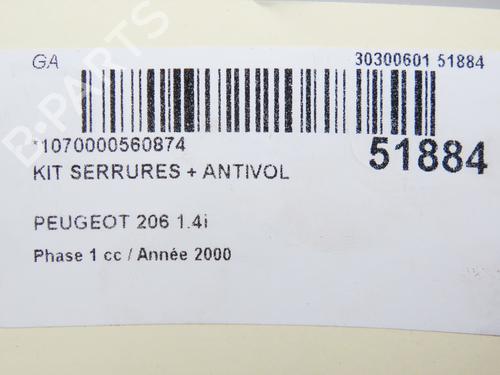 GA 30300601 51884
*1070000560874 51884
KIT SERRURES + ANTIVOL
PEUGEOT 206 1.4i
Phase 1 cc / Année 2000
B-PARTS